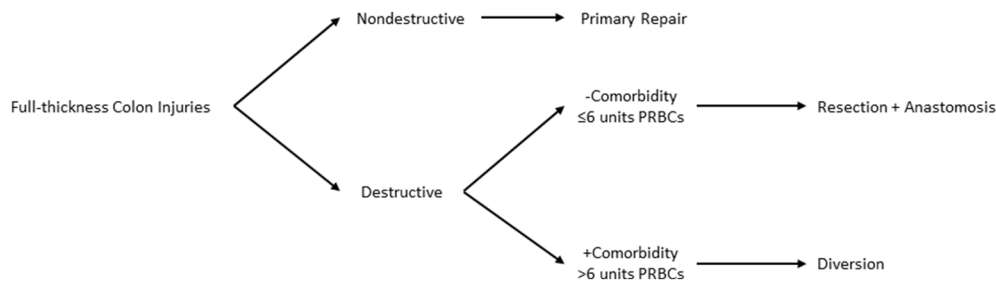 Nondestructive
Primary Repair
Full-thickness Colon Injuries
-Comorbidity
≤6 units PRBCs
Resection + Anastomosis
Destructive
+Comorbidity
>6 units PRBCs
Diversion